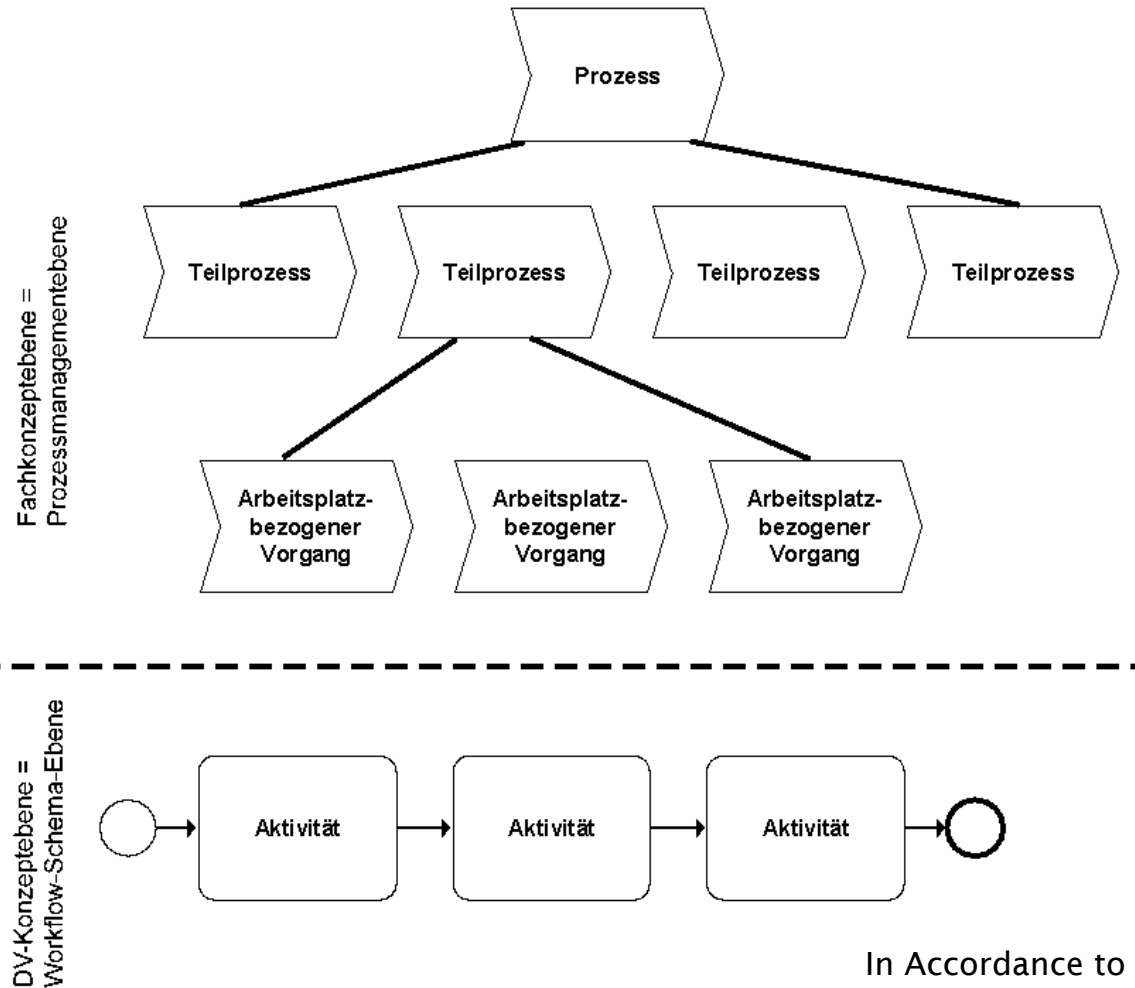 Prozess
Fachkonzeptebene =
Prozessmanagementebene
Teilprozess
Teilprozess
Teilprozess
Teilprozess
Arbeitsplatz-
bezogener
Vorgang
Arbeitsplatz-
bezogener
Vorgang
Arbeitsplatz-
bezogener
Vorgang
DV-Konzeptebene =
Workflow-Schema-Ebene
Aktivität
Aktivität
Aktivität
In Accordance to